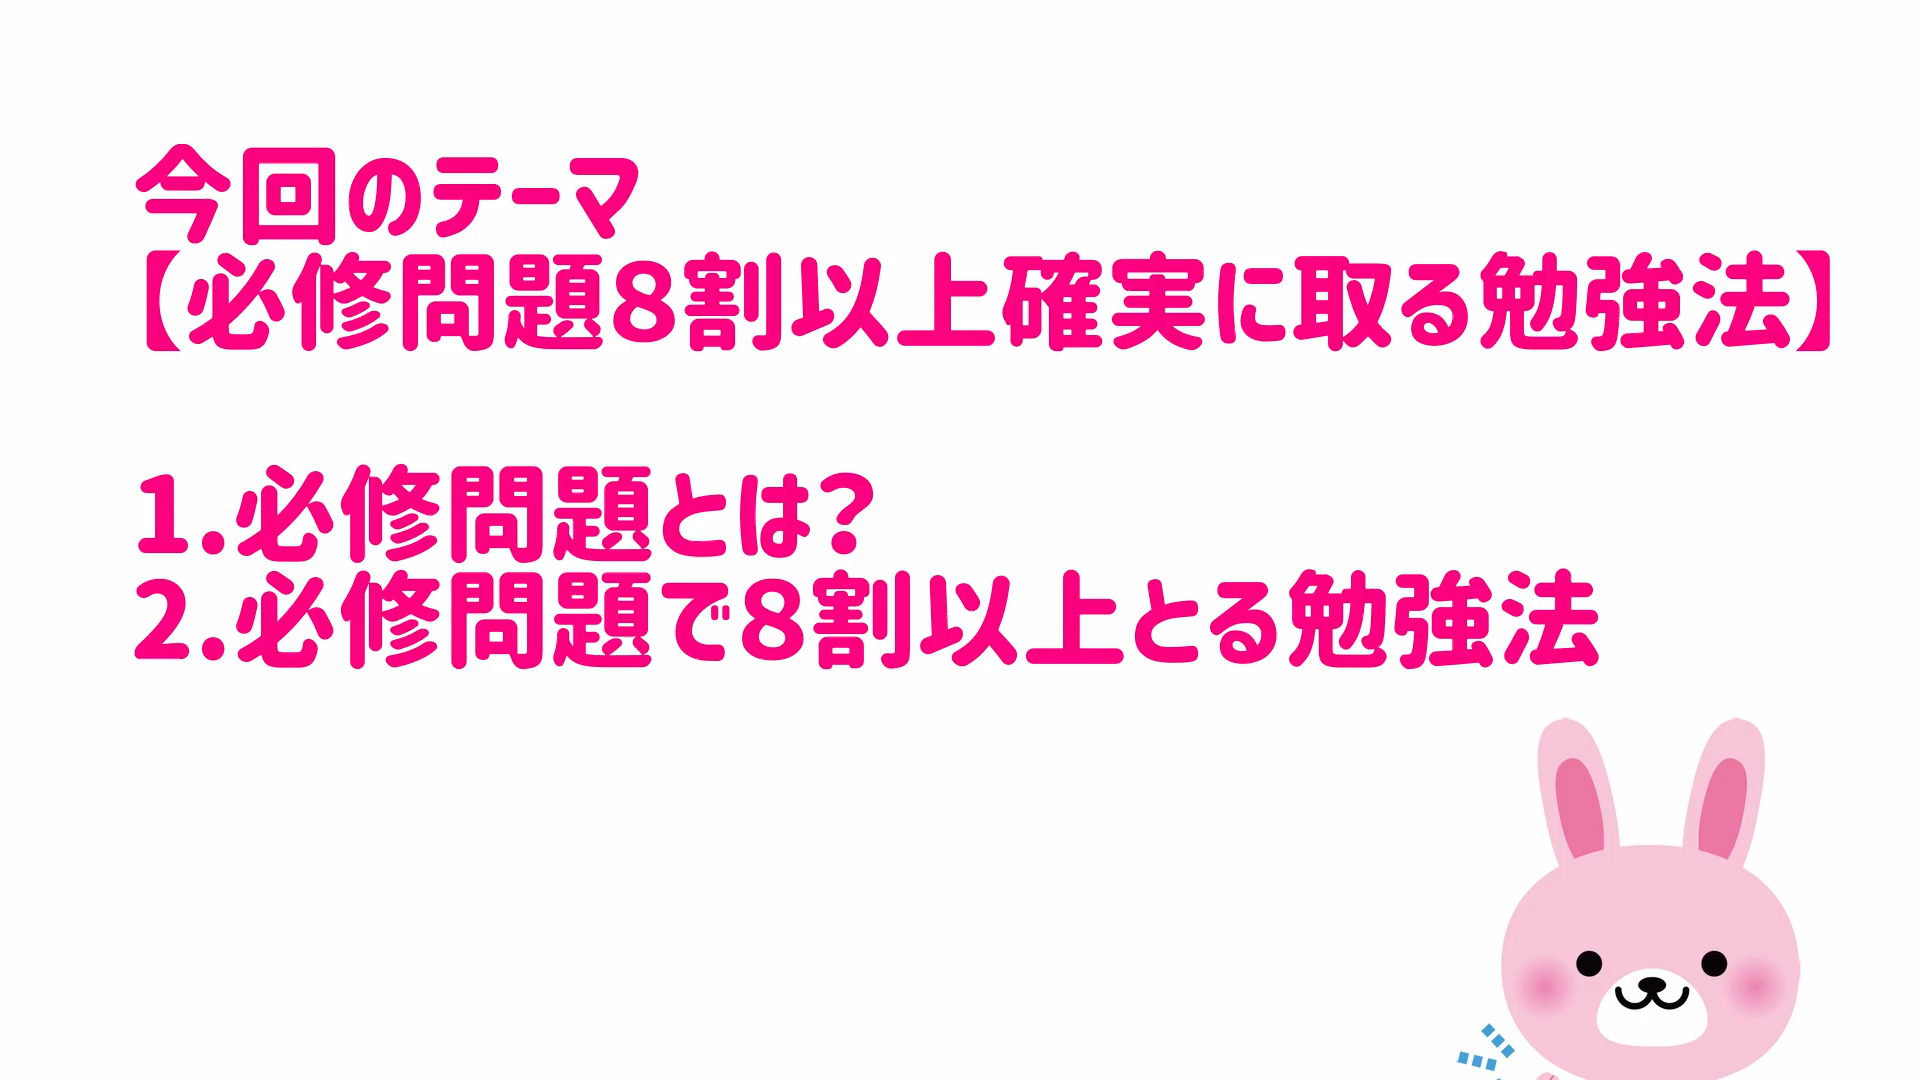 今回のテーマ
【必修問題8割以上確実に取る勉強法】
1.必修問題とは?
2.必修問題で8割以上とる勉強法